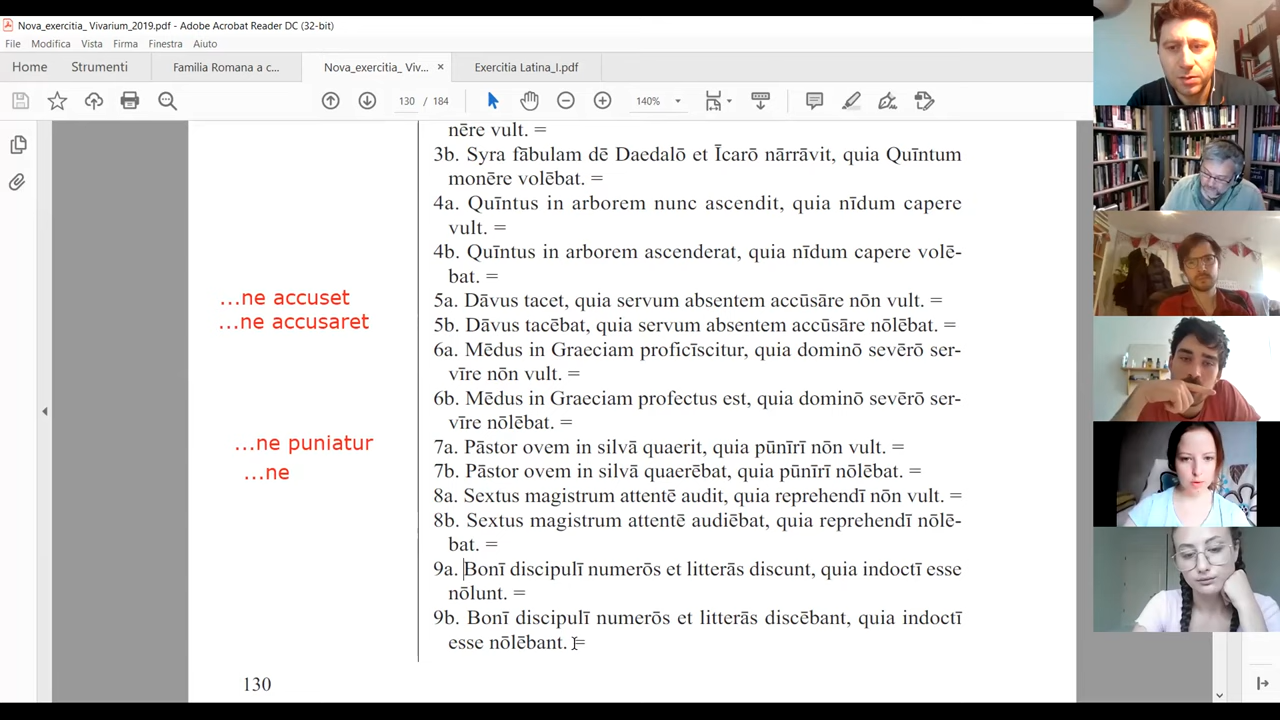 Nova_exercitia_ Vivarium_2019.pdf - Adobe Acrobat Reader DC (32-bit)
File Modifica Vista Firma Finestra Aiuto
Home Strumenti Familia Romana a c... Nova_exercitia_ Viv... × Exercitia Latina_I.pdf
130 / 184 140%
nēre vult. =
3b. Syra fābulam dē Daedalō et Īcarō nārrāvit, quia Quīntum
monēre volēbat. =
4a. Quīntus in arborem nunc ascendit, quia nīdum capere
vult. =
4b. Quīntus in arborem ascenderat, quia nīdum capere volē-
bat. =
...ne accuset
5a. Dāvus tacet, quia servum absentem accūsāre nōn vult. =
...ne accusaret
5b. Dāvus tacēbat, quia servum absentem accūsāre nōlēbat. =
6a. Mēdus in Graeciam proficīscitur, quia dominō sevērō ser-
vīre nōn vult. =
6b. Mēdus in Graeciam profectus est, quia dominō sevērō ser-
vīre nōlēbat. =
...ne puniatur
7a. Pāstor ovem in silvā quaerit, quia pūnīrī nōn vult. =
...ne
7b. Pāstor ovem in silvā quaerēbat, quia pūnīrī nōlēbat. =
8a. Sextus magistrum attentē audit, quia reprehendī nōn vult. =
8b. Sextus magistrum attentē audiēbat, quia reprehendī nōlē-
bat. =
9a. Bonī discipulī numerōs et litterās discunt, quia indoctī esse
nōlunt. =
9b. Bonī discipulī numerōs et litterās discēbant, quia indoctī
esse nōlēbant. =
130